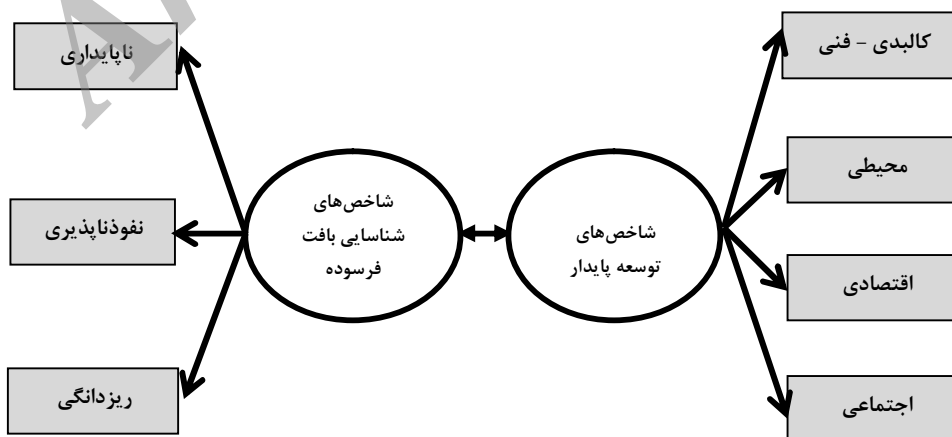 کالبدی - فنی
محیطی
اقتصادی
اجتماعی
شاخص‌های
توسعه پایدار
شاخص‌های
شناسایی بافت
فرسوده
ناپایداری
نفوذناپذیری
ریزدانگی